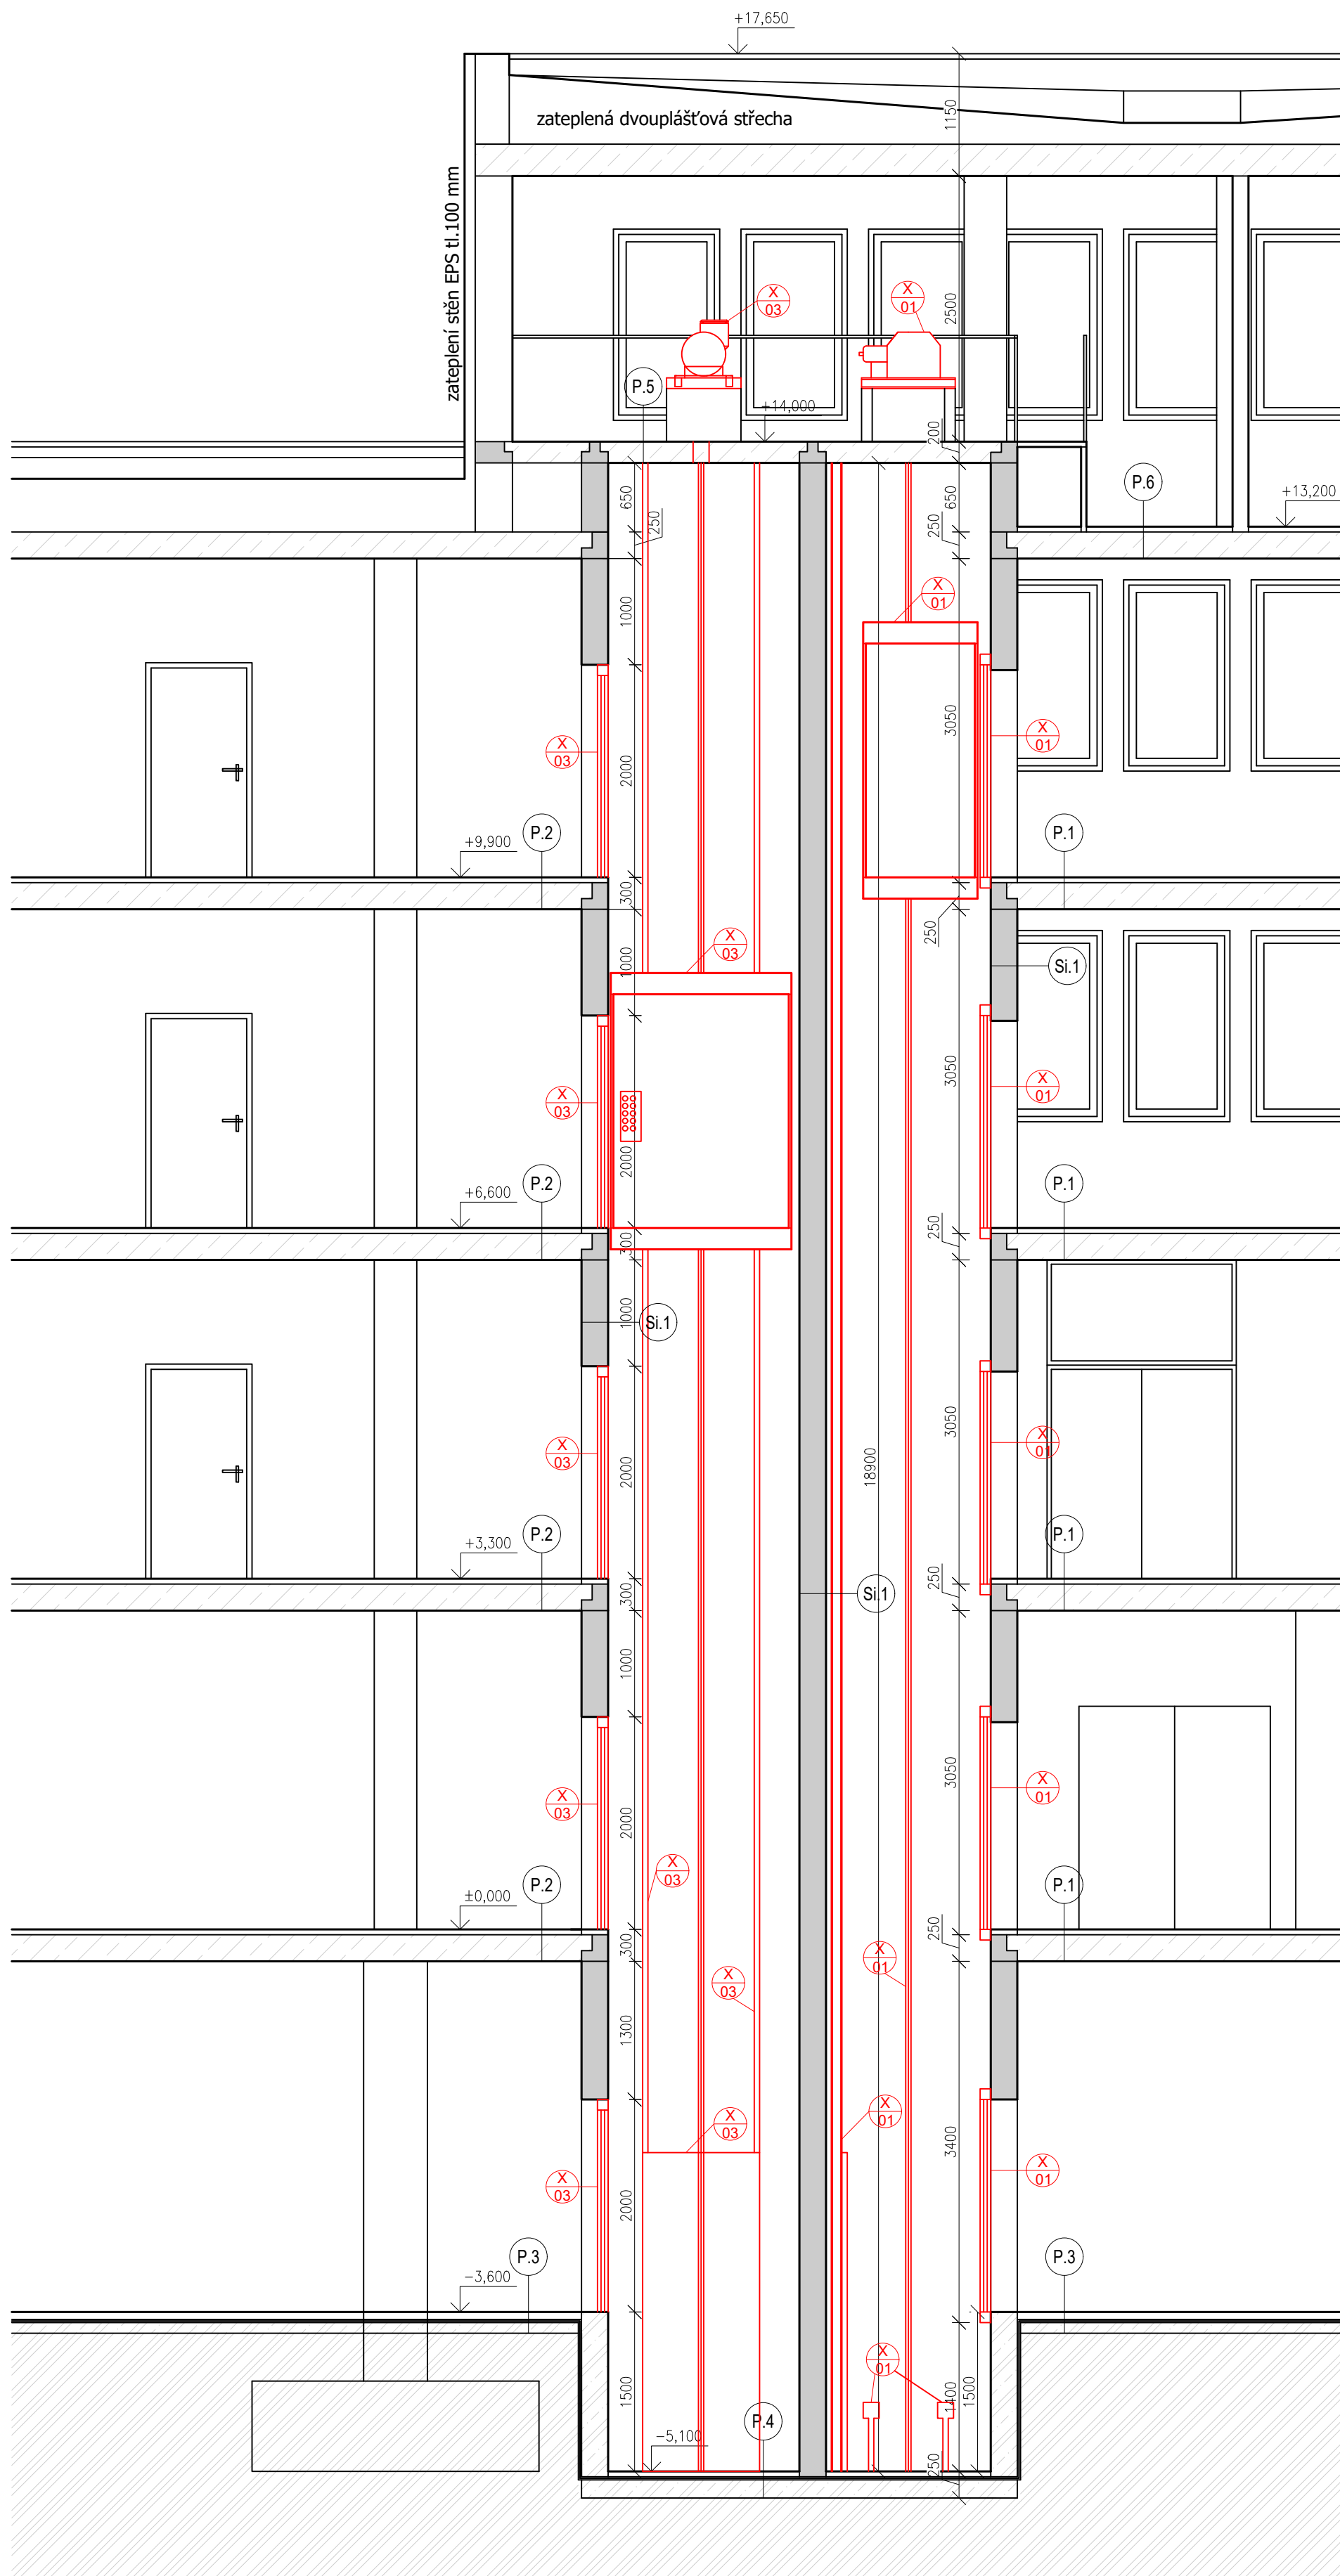 +17,650
zateplená dvouplášťová střecha
1150
zateplení stěn EPS tl.100 mm
X
03
X
01
2500
P.5
+14,000
200
P.6
+13,200
650
250
650
250
X
01
1000
3050
X
03
X
01
2000
P.2
P.1
+9,900
300
250
X
03
1000
Si.1
3050
X
03
X
01
2000
P.2
P.1
+6,600
300
250
1000
Si.1
3050
X
03
X
01
2000
18900
P.2
P.1
+3,300
300
250
Si.1
1000
3050
X
03
X
01
2000
X
03
P.2
P.1
±0,000
300
250
X
03
X
01
1300
X
03
X
01
3400
X
03
X
01
2000
P.3
P.3
-3,600
X
01
1500
1400
1500
P.4
-5,100
250